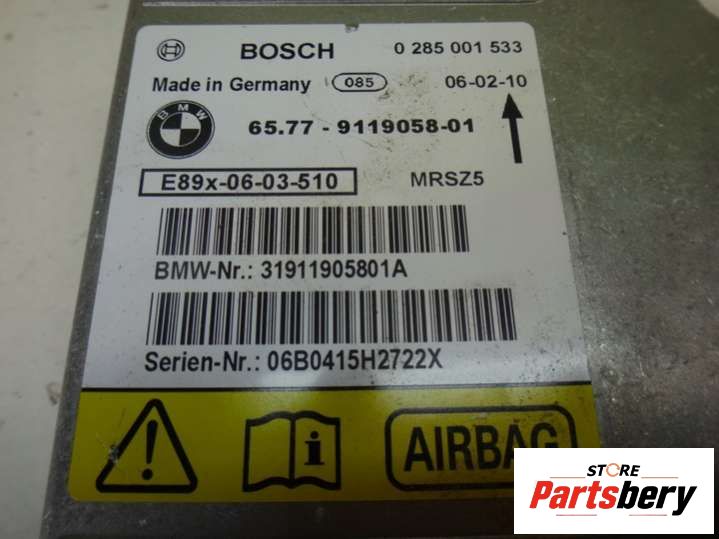 BOSCH 0 285 001 533
Made in Germany 085 06-02-10
BMW 65.77 - 9119058-01
E89x-06-03-510 MRSZ5
BMW-Nr.: 31911905801A
Serien-Nr.: 06B0415H2722X
i AIRBAG
STORE
Partsbery